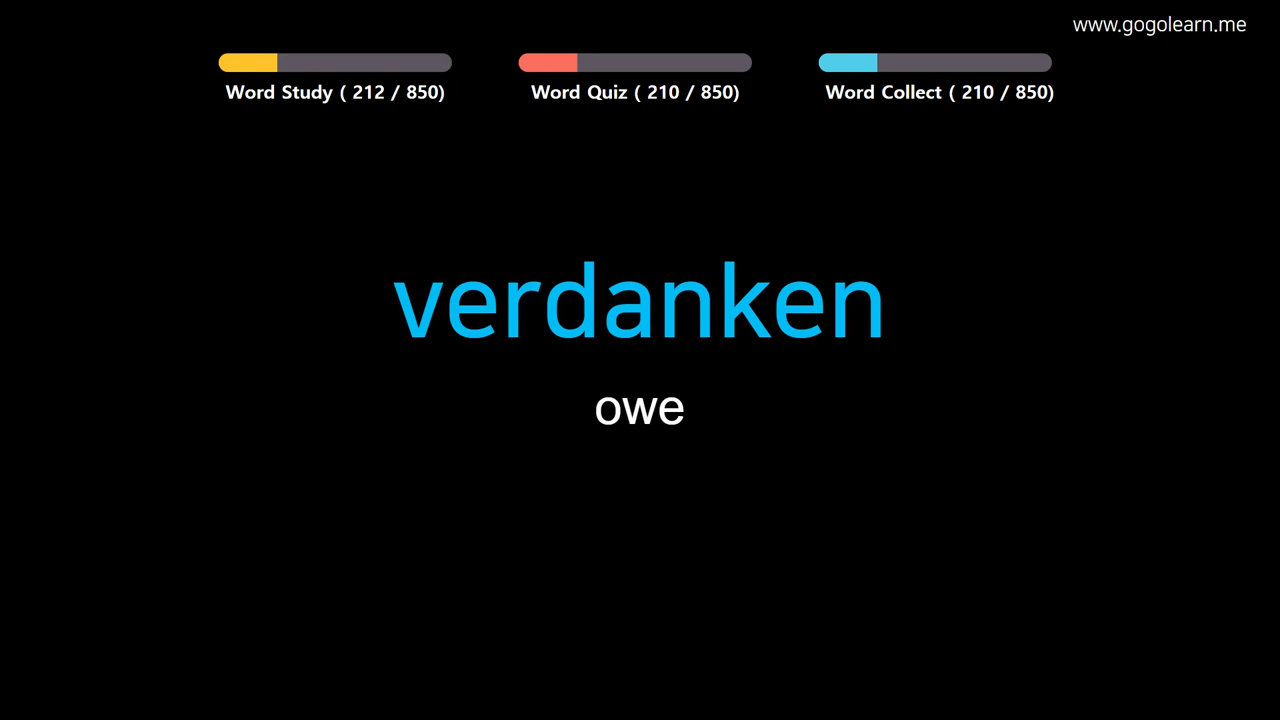 www.gogolearn.me
Word Study ( 212 / 850)
Word Quiz ( 210 / 850)
Word Collect ( 210 / 850)
verdanken
owe